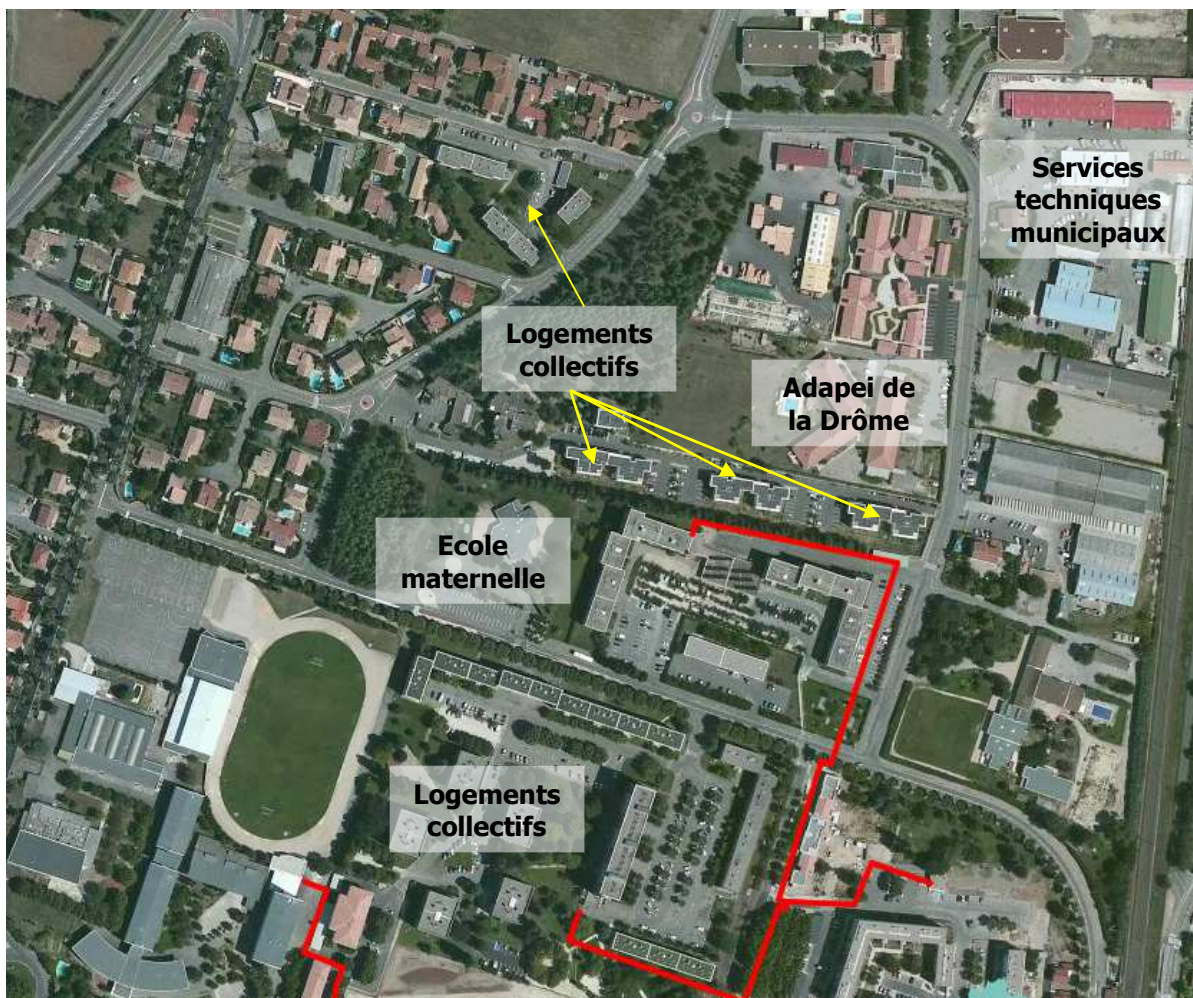 Services
techniques
municipaux
Logements
collectifs
Adapei de
la Drôme
Ecole
maternelle
Logements
collectifs